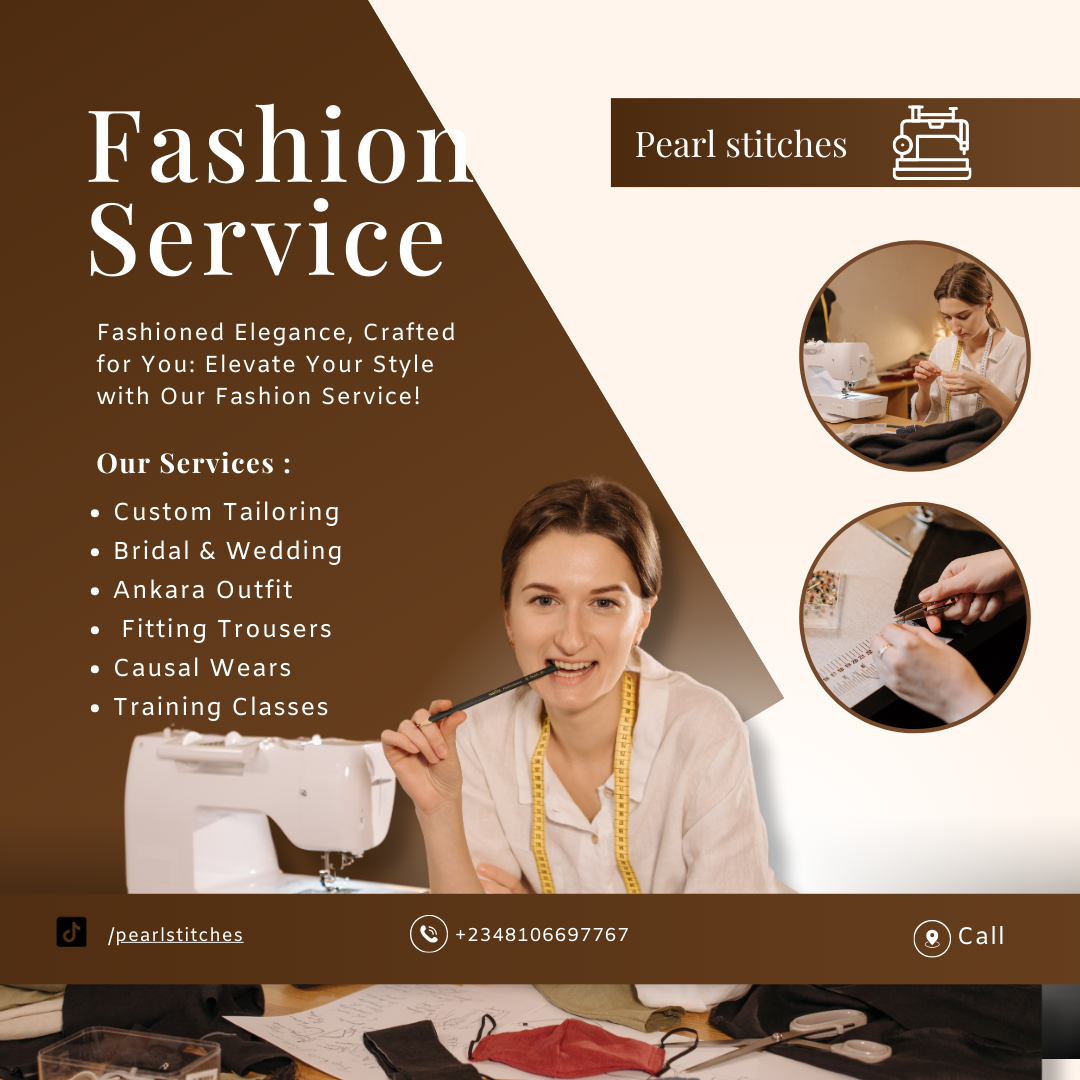 Fashion
Service
Pearl stitches
Fashioned Elegance, Crafted
for You: Elevate Your Style
with Our Fashion Service!
Our Services :
• Custom Tailoring
• Bridal & Wedding
• Ankara Outfit
• Fitting Trousers
• Causal Wears
• Training Classes
/pearlstitches
+2348106697767
Call